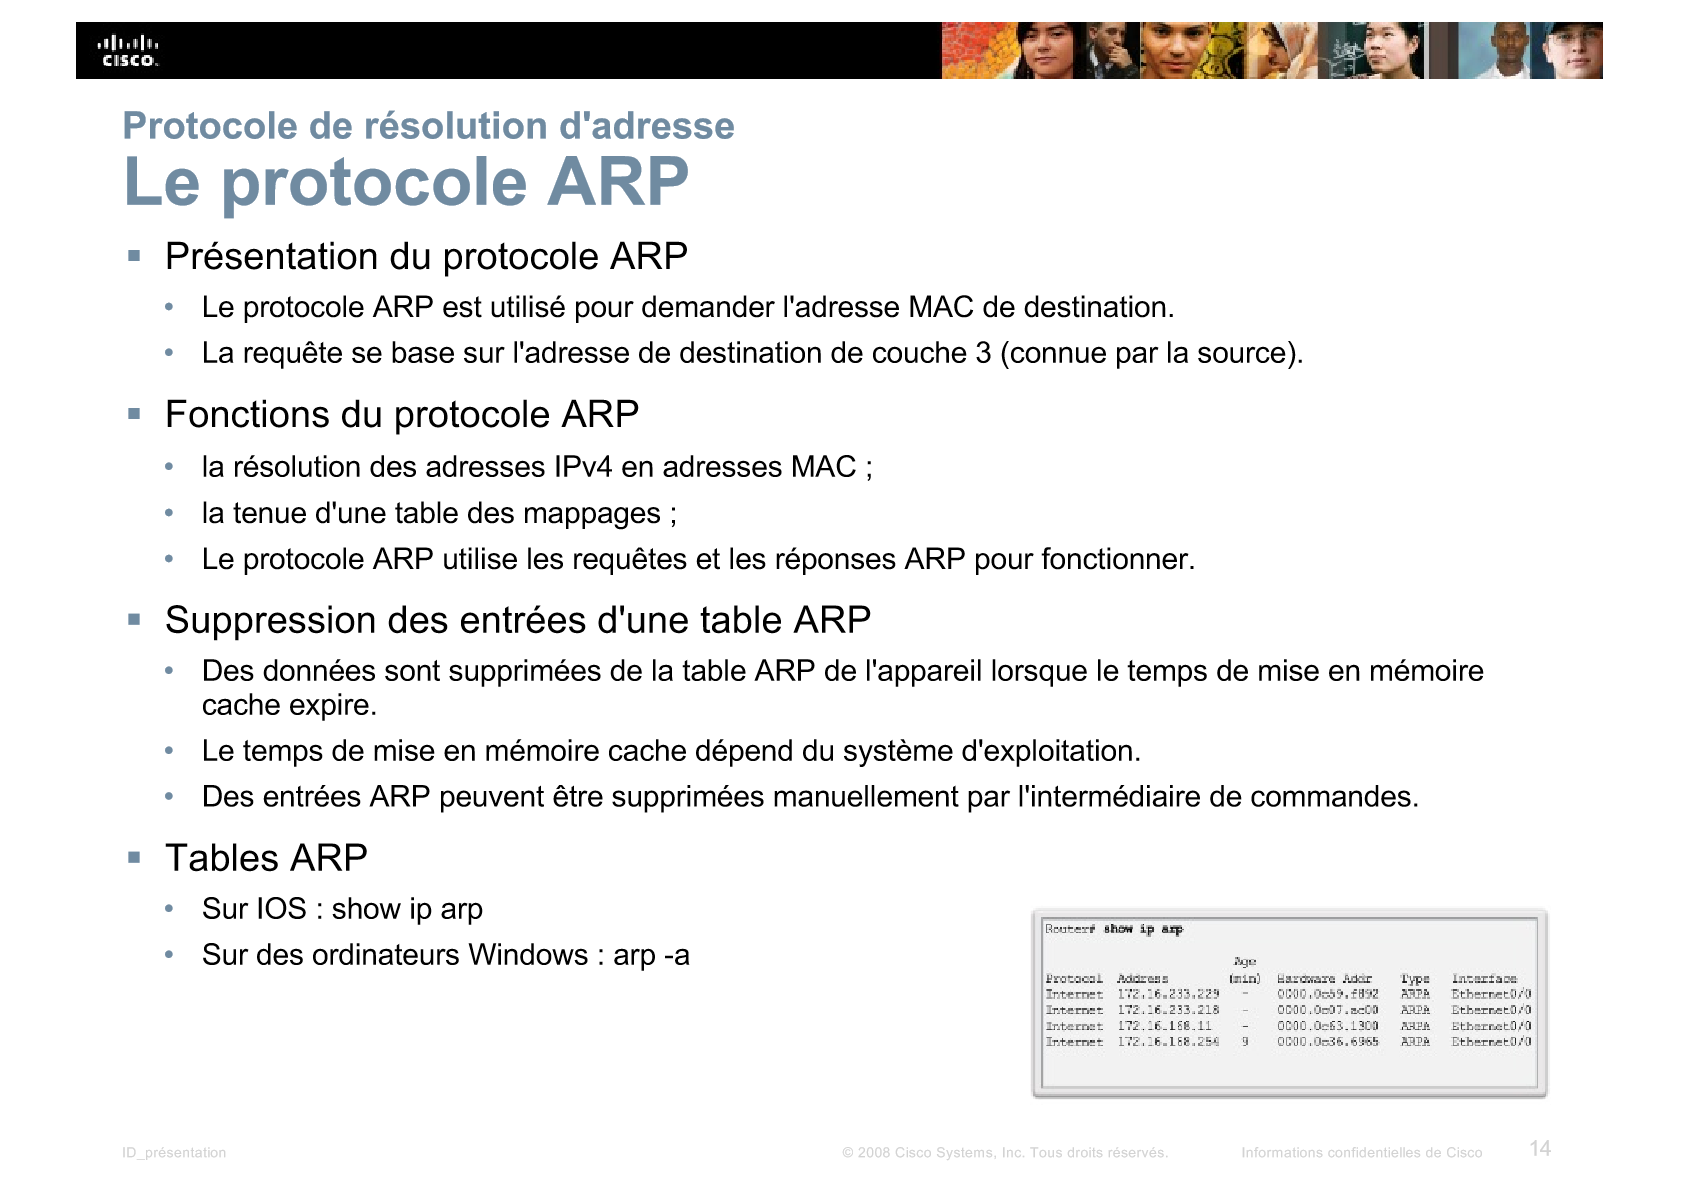 CISCO
Protocole de résolution d'adresse
Le protocole ARP
Présentation du protocole ARP
Le protocole ARP est utilisé pour demander l'adresse MAC de destination.
La requête se base sur l'adresse de destination de couche 3 (connue par la source).
Fonctions du protocole ARP
la résolution des adresses IPv4 en adresses MAC ;
la tenue d'une table des mappages ;
Le protocole ARP utilise les requêtes et les réponses ARP pour fonctionner.
Suppression des entrées d'une table ARP
Des données sont supprimées de la table ARP de l'appareil lorsque le temps de mise en mémoire
cache expire.
Le temps de mise en mémoire cache dépend du système d'exploitation.
Des entrées ARP peuvent être supprimées manuellement par l'intermédiaire de commandes.
Tables ARP
Sur IOS : show ip arp
Sur des ordinateurs Windows : arp -a
Router# show ip arp
Age
Protocol Address (min) Hardware Addr Type Interface
Internet 172.16.233.229 - 0000.0c59.f892 ARPA Ethernet0/0
Internet 172.16.233.218 - 0000.0c07.ac00 ARPA Ethernet0/0
Internet 172.16.168.11 - 0000.0c63.1300 ARPA Ethernet0/0
Internet 172.16.168.254 9 0000.0c36.6965 ARPA Ethernet0/0
ID_présentation
© 2008 Cisco Systems, Inc. Tous droits réservés.
Informations confidentielles de Cisco
14